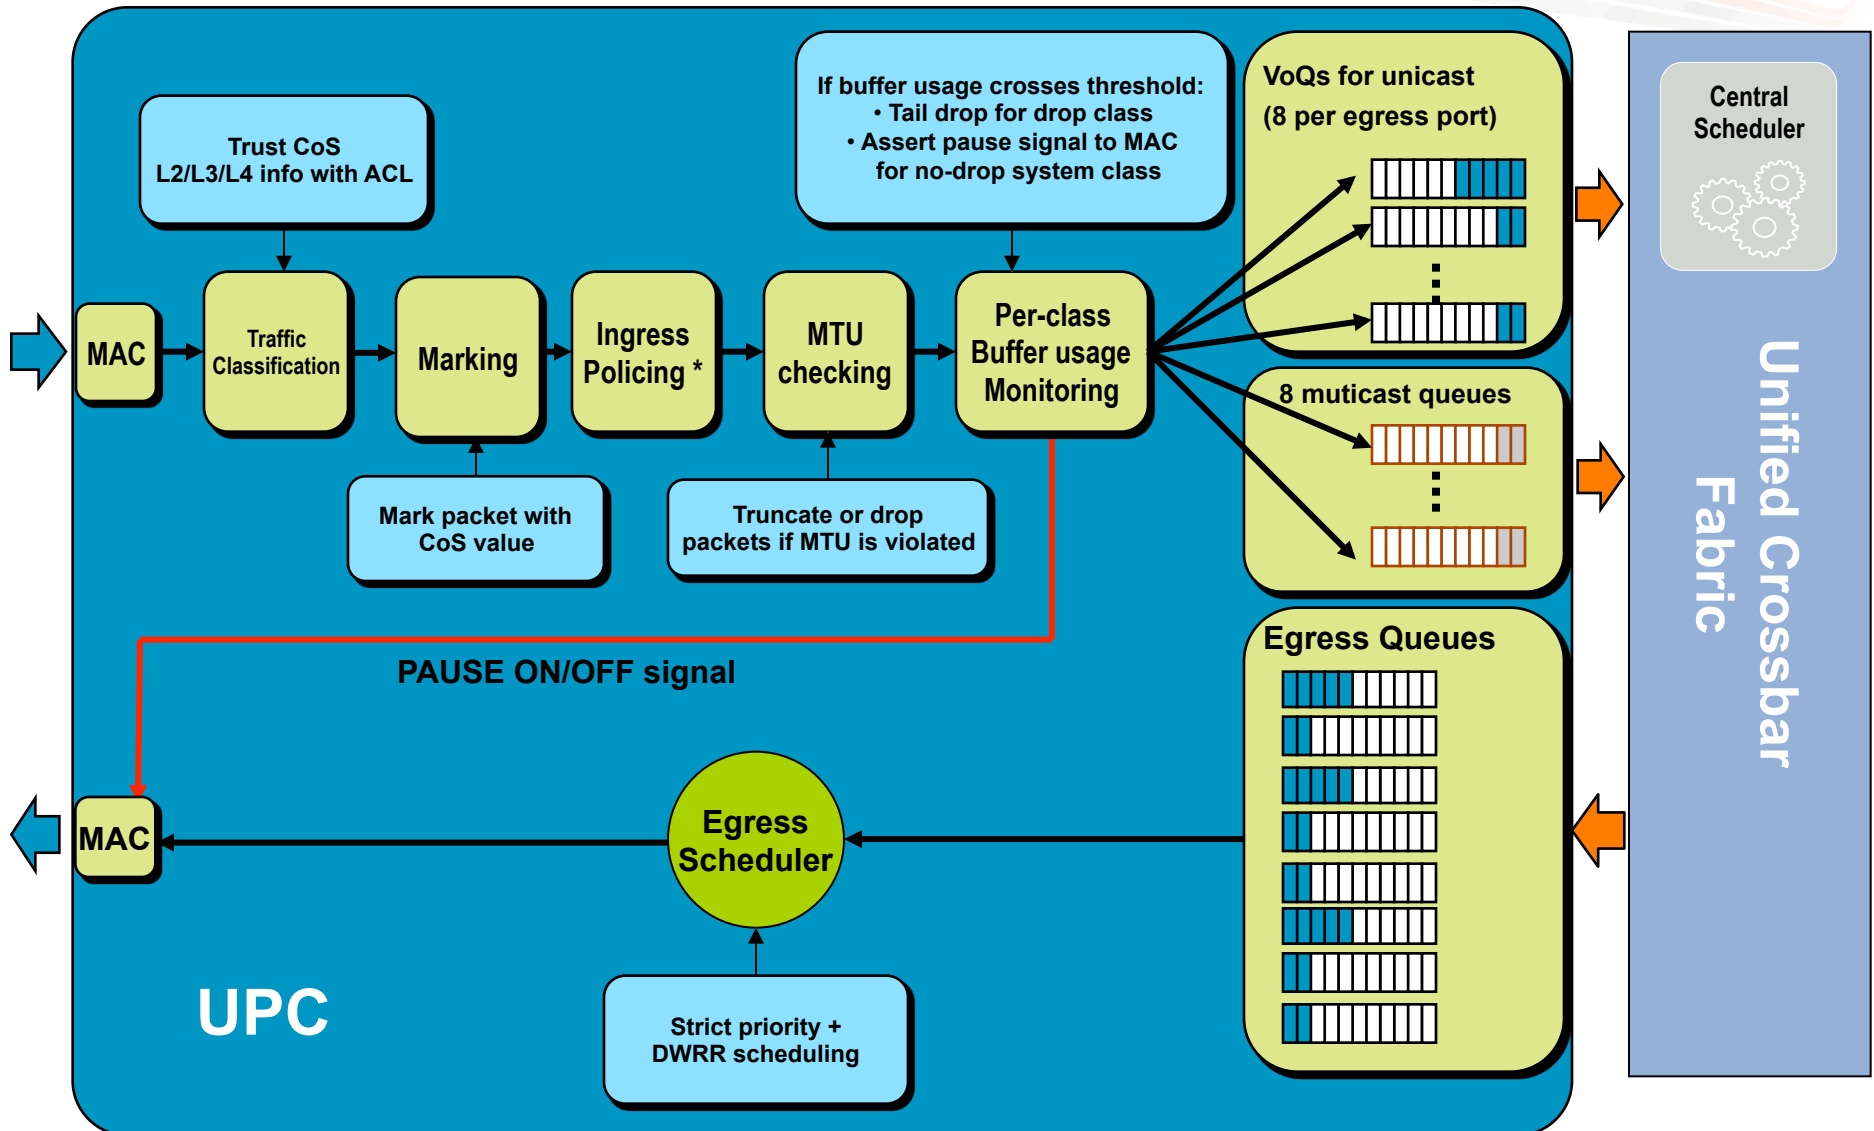 If buffer usage crosses threshold:
• Tail drop for drop class
• Assert pause signal to MAC
for no-drop system class
VoQs for unicast
(8 per egress port)
Central
Scheduler
Trust CoS
L2/L3/L4 info with ACL
MAC
Traffic
Classification
Marking
Ingress
Policing *
MTU
checking
Per-class
Buffer usage
Monitoring
8 muticast queues
Mark packet with
CoS value
Truncate or drop
packets if MTU is violated
Unified Crossbar
Fabric
PAUSE ON/OFF signal
Egress Queues
MAC
Egress
Scheduler
UPC
Strict priority +
DWRR scheduling